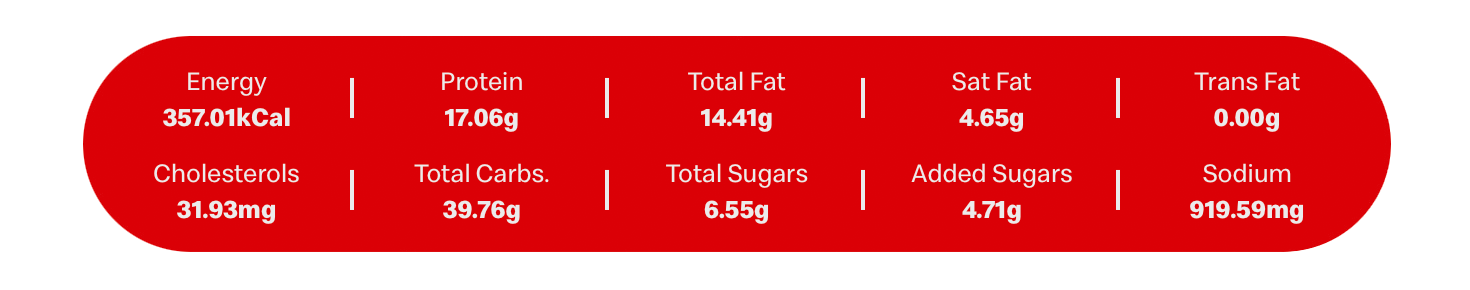 Energy Protein Total Fat Sat Fat Trans Fat
357.01kCal 17.06g 14.41g 4.65g 0.00g
Cholesterols Total Carbs. Total Sugars Added Sugars Sodium
31.93mg 39.76g 6.55g 4.71g 919.59mg